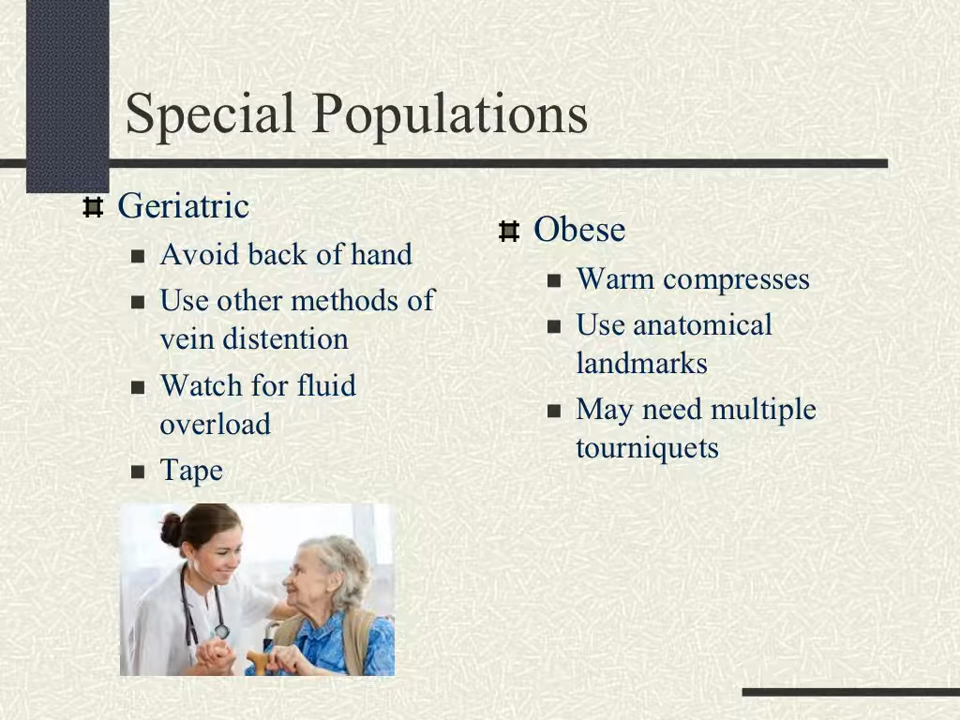 Special Populations
Geriatric
Avoid back of hand
Use other methods of
vein distention
Watch for fluid
overload
Tape
Obese
Warm compresses
Use anatomical
landmarks
May need multiple
tourniquets